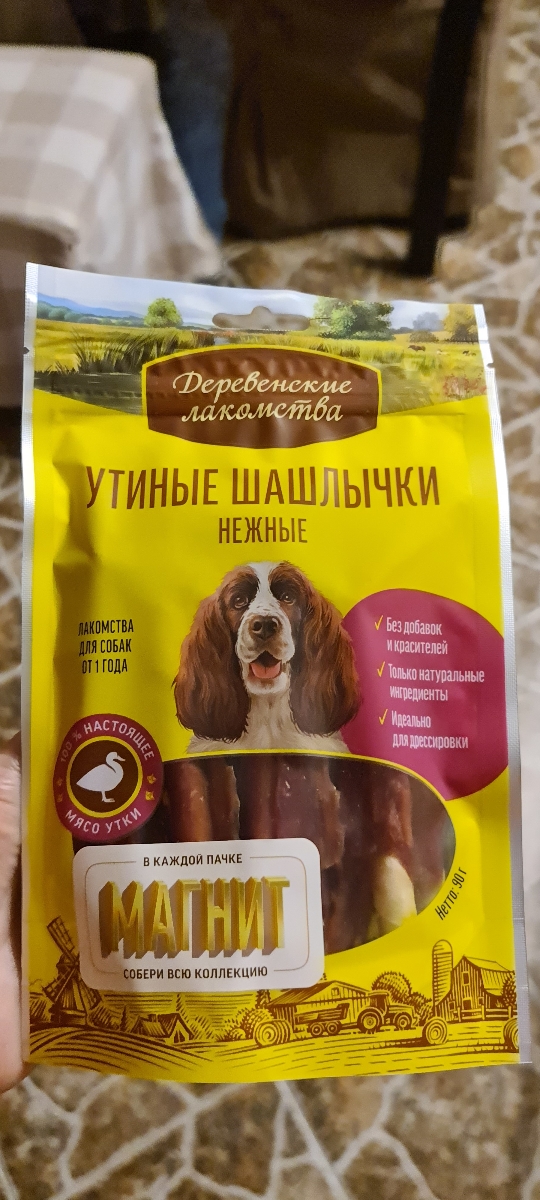 Деревенские
лакомства
УТИНЫЕ ШАШЛЫЧКИ
НЕЖНЫЕ
ЛАКОМСТВА
ДЛЯ СОБАК
ОТ 1 ГОДА
✓ Без добавок
и красителей
✓ Только натуральные
ингредиенты
✓ Идеально
для дрессировки
100 % НАСТОЯЩЕЕ
МЯСО УТКИ
В КАЖДОЙ ПАЧКЕ
МАГНИТ
СОБЕРИ ВСЮ КОЛЛЕКЦИЮ
Нетто: 90 г